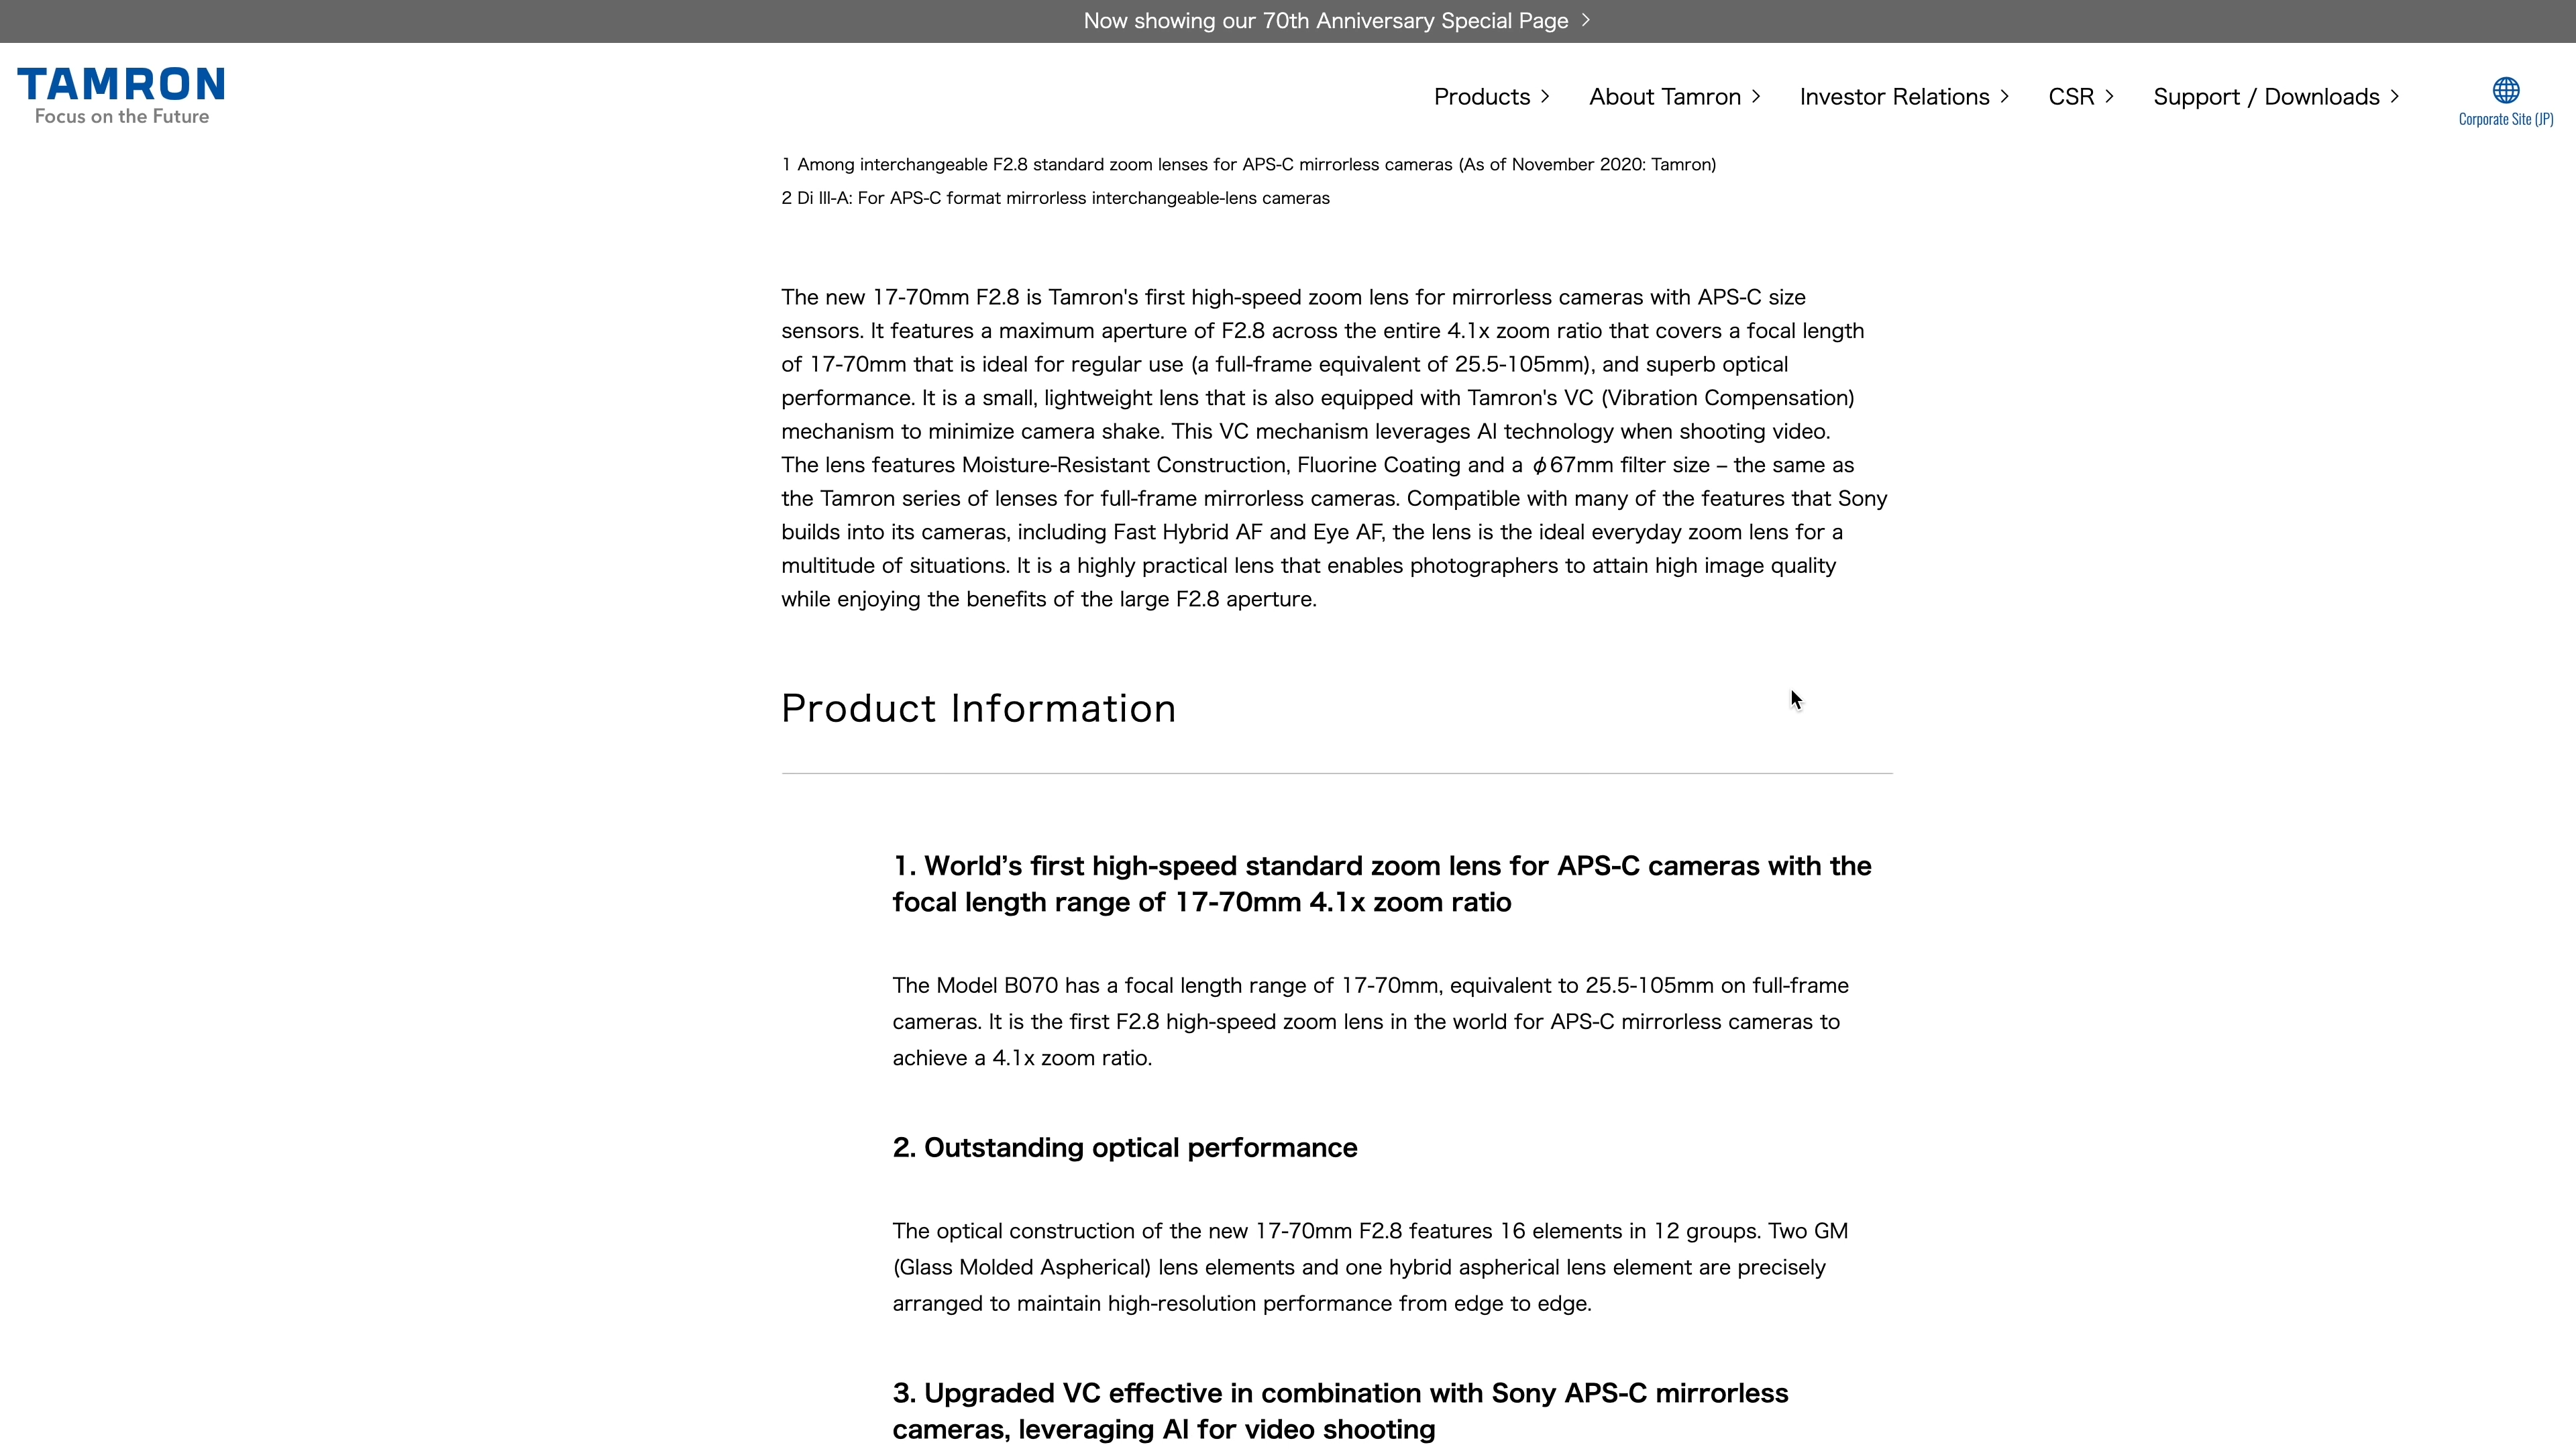 Now showing our 70th Anniversary Special Page
TAMRON
Focus on the Future
Products
About Tamron
Investor Relations
CSR
Support / Downloads
Corporate Site (JP)
1 Among interchangeable F2.8 standard zoom lenses for APS-C mirrorless cameras (As of November 2020: Tamron)
2 Di III-A: For APS-C format mirrorless interchangeable-lens cameras
The new 17-70mm F2.8 is Tamron's first high-speed zoom lens for mirrorless cameras with APS-C size
sensors. It features a maximum aperture of F2.8 across the entire 4.1x zoom ratio that covers a focal length
of 17-70mm that is ideal for regular use (a full-frame equivalent of 25.5-105mm), and superb optical
performance. It is a small, lightweight lens that is also equipped with Tamron's VC (Vibration Compensation)
mechanism to minimize camera shake. This VC mechanism leverages AI technology when shooting video.
The lens features Moisture-Resistant Construction, Fluorine Coating and a φ67mm filter size – the same as
the Tamron series of lenses for full-frame mirrorless cameras. Compatible with many of the features that Sony
builds into its cameras, including Fast Hybrid AF and Eye AF, the lens is the ideal everyday zoom lens for a
multitude of situations. It is a highly practical lens that enables photographers to attain high image quality
while enjoying the benefits of the large F2.8 aperture.
Product Information
1. World’s first high-speed standard zoom lens for APS-C cameras with the
focal length range of 17-70mm 4.1x zoom ratio
The Model B070 has a focal length range of 17-70mm, equivalent to 25.5-105mm on full-frame
cameras. It is the first F2.8 high-speed zoom lens in the world for APS-C mirrorless cameras to
achieve a 4.1x zoom ratio.
2. Outstanding optical performance
The optical construction of the new 17-70mm F2.8 features 16 elements in 12 groups. Two GM
(Glass Molded Aspherical) lens elements and one hybrid aspherical lens element are precisely
arranged to maintain high-resolution performance from edge to edge.
3. Upgraded VC effective in combination with Sony APS-C mirrorless
cameras, leveraging AI for video shooting